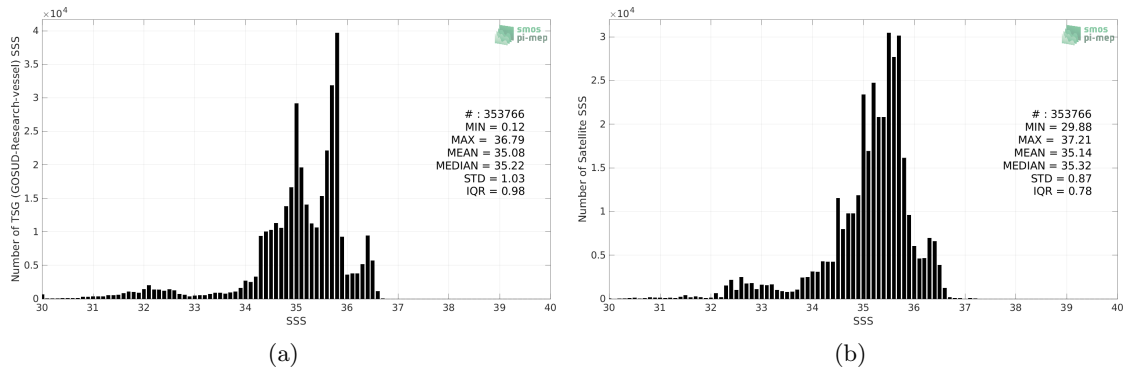 ×10⁴
smos
pi-mep
Number of TSG (GOSUD-Research-vessel) SSS
4
3.5
3
2.5
2
1.5
1
0.5
0
# : 353766
MIN = 0.12
MAX = 36.79
MEAN = 35.08
MEDIAN = 35.22
STD = 1.03
IQR = 0.98
30 31 32 33 34 35 36 37 38 39 40
SSS
(a)
×10⁴
smos
pi-mep
Number of Satellite SSS
3
2.5
2
1.5
1
0.5
0
# : 353766
MIN = 29.88
MAX = 37.21
MEAN = 35.14
MEDIAN = 35.32
STD = 0.87
IQR = 0.78
30 31 32 33 34 35 36 37 38 39 40
SSS
(b)